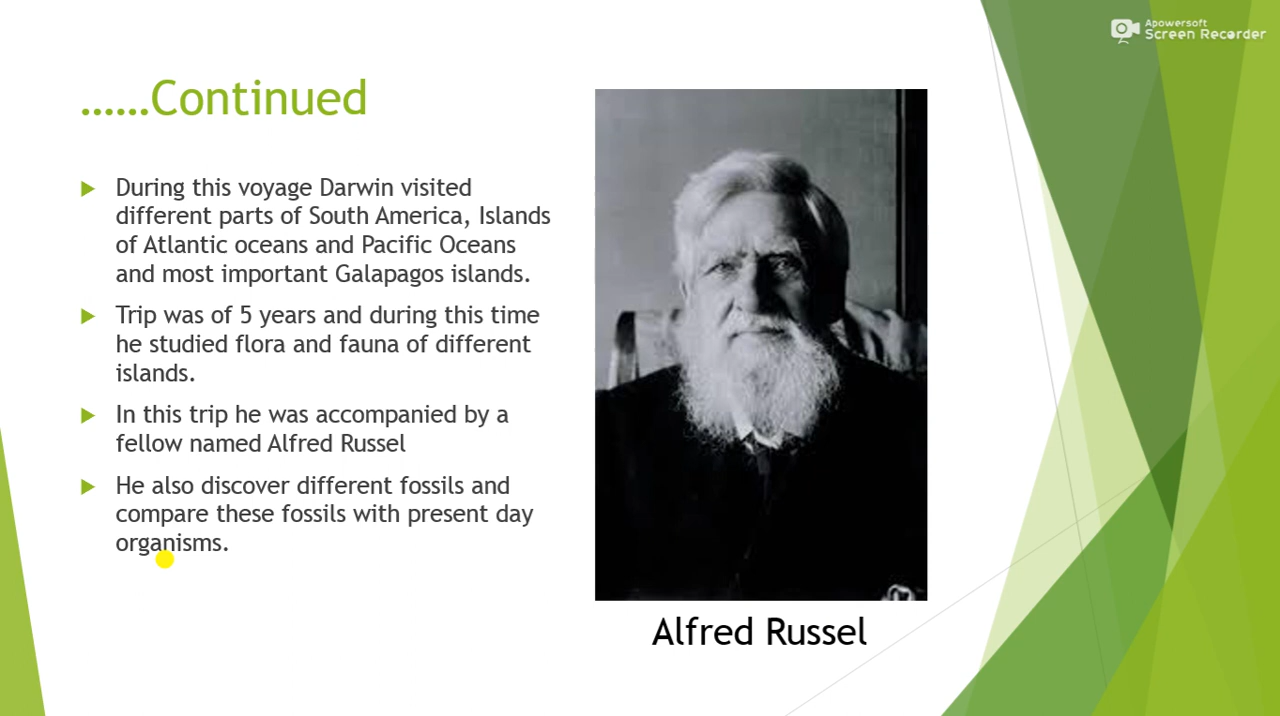 Apowersoft
Screen Recorder
......Continued
During this voyage Darwin visited
different parts of South America, Islands
of Atlantic oceans and Pacific Oceans
and most important Galapagos islands.
Trip was of 5 years and during this time
he studied flora and fauna of different
islands.
In this trip he was accompanied by a
fellow named Alfred Russel
He also discover different fossils and
compare these fossils with present day
organisms.
Alfred Russel